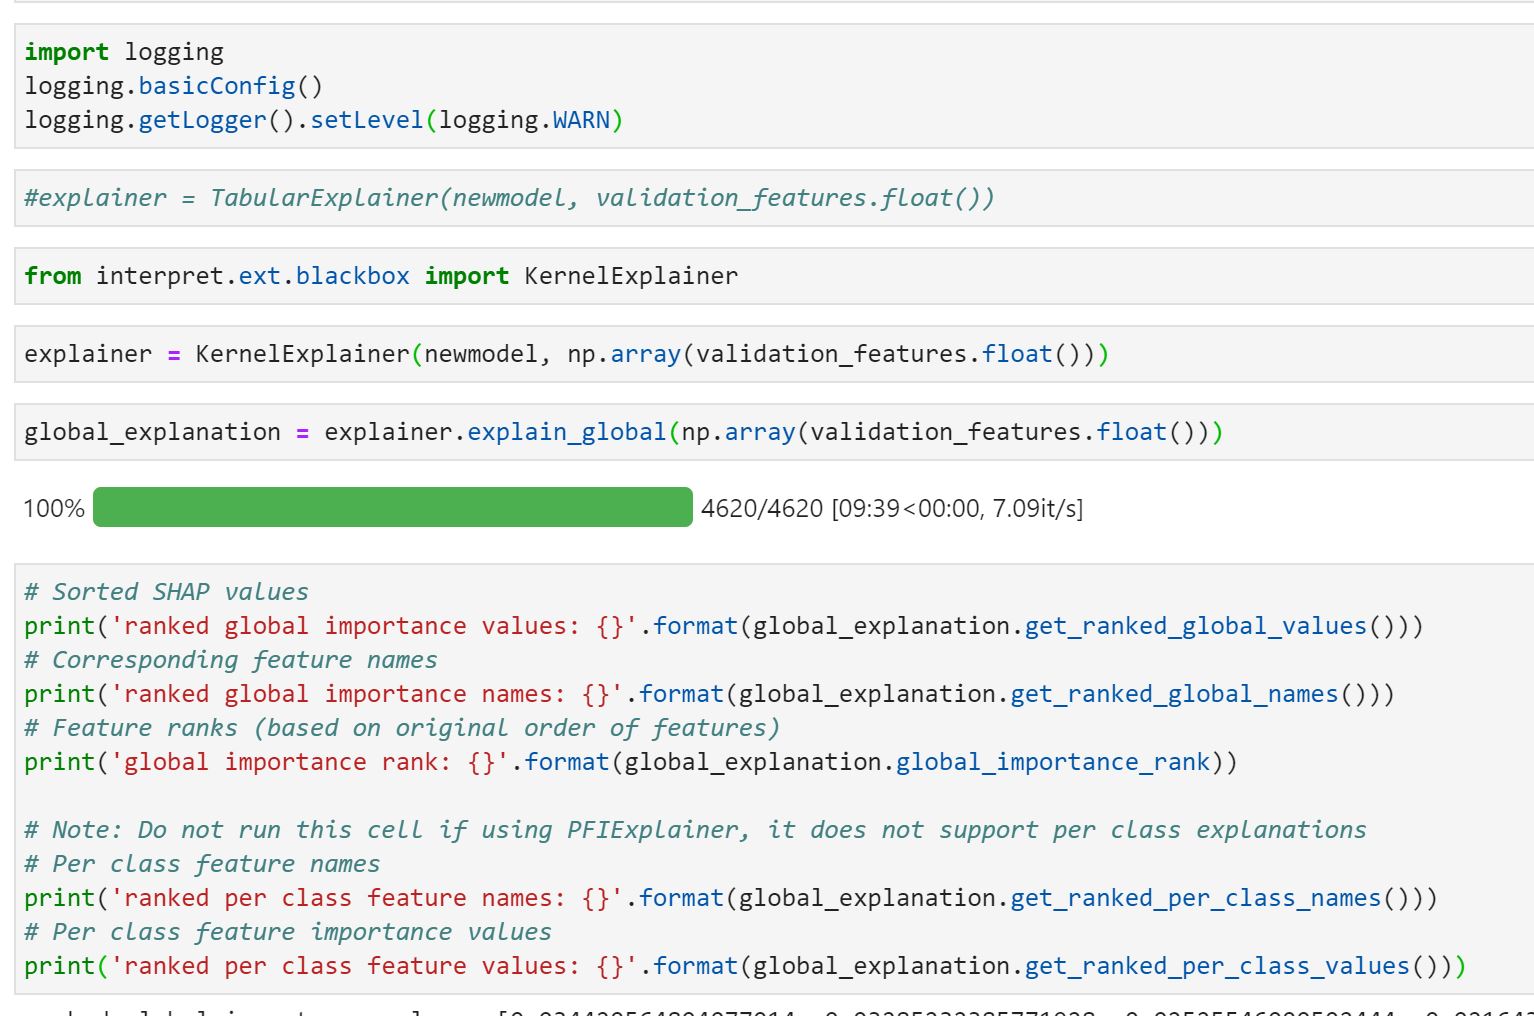 import logging
logging.basicConfig()
logging.getLogger().setLevel(logging.WARN)
#explainer = TabularExplainer(newmodel, validation_features.float())
from interpret.ext.blackbox import KernelExplainer
explainer = KernelExplainer(newmodel, np.array(validation_features.float()))
global_explanation = explainer.explain_global(np.array(validation_features.float()))
100% 4620/4620 [09:39<00:00, 7.09it/s]
# Sorted SHAP values
print('ranked global importance values: {}'.format(global_explanation.get_ranked_global_values()))
# Corresponding feature names
print('ranked global importance names: {}'.format(global_explanation.get_ranked_global_names()))
# Feature ranks (based on original order of features)
print('global importance rank: {}'.format(global_explanation.global_importance_rank))
# Note: Do not run this cell if using PFIExplainer, it does not support per class explanations
# Per class feature names
print('ranked per class feature names: {}'.format(global_explanation.get_ranked_per_class_names()))
# Per class feature importance values
print('ranked per class feature values: {}'.format(global_explanation.get_ranked_per_class_values()))